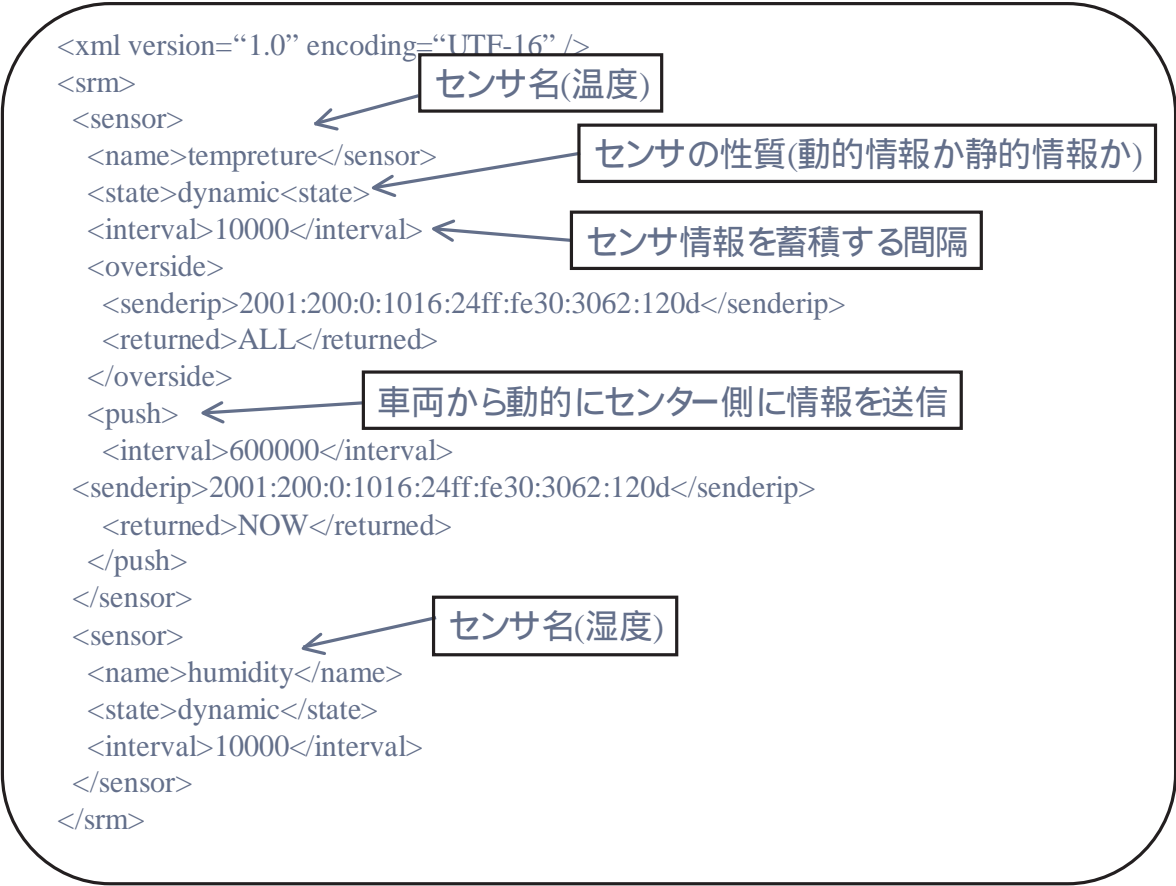 <xml version=“1.0” encoding=“UTF-16” />
<srm>
センサ名(温度)
<sensor>
<name>tempreture</sensor>
センサの性質(動的情報か静的情報か)
<state>dynamic<state>
<interval>10000</interval>
センサ情報を蓄積する間隔
<overside>
<senderip>2001:200:0:1016:24ff:fe30:3062:120d</senderip>
<returned>ALL</returned>
</overside>
車両から動的にセンター側に情報を送信
<push>
<interval>600000</interval>
<senderip>2001:200:0:1016:24ff:fe30:3062:120d</senderip>
<returned>NOW</returned>
</push>
</sensor>
センサ名(湿度)
<sensor>
<name>humidity</name>
<state>dynamic</state>
<interval>10000</interval>
</sensor>
</srm>